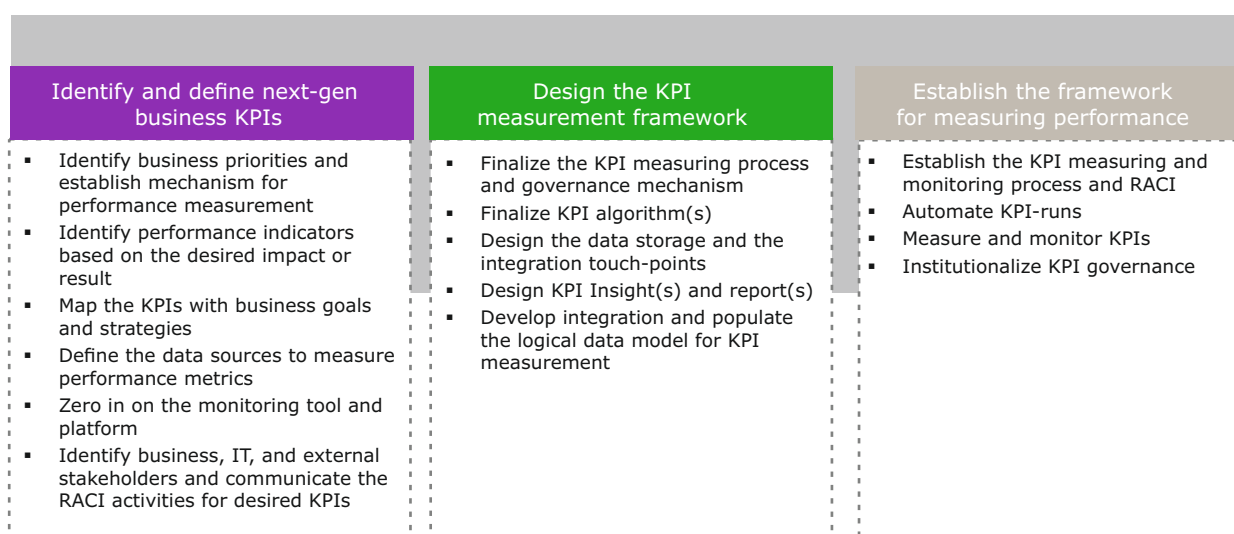 Identify and define next-gen
business KPIs
▪ Identify business priorities and
establish mechanism for
performance measurement
▪ Identify performance indicators
based on the desired impact or
result
▪ Map the KPIs with business goals
and strategies
▪ Define the data sources to measure
performance metrics
▪ Zero in on the monitoring tool and
platform
▪ Identify business, IT, and external
stakeholders and communicate the
RACI activities for desired KPIs
Design the KPI
measurement framework
▪ Finalize the KPI measuring process
and governance mechanism
▪ Finalize KPI algorithm(s)
▪ Design the data storage and the
integration touch-points
▪ Design KPI Insight(s) and report(s)
▪ Develop integration and populate
the logical data model for KPI
measurement
Establish the framework
for measuring performance
▪ Establish the KPI measuring and
monitoring process and RACI
▪ Automate KPI-runs
▪ Measure and monitor KPIs
▪ Institutionalize KPI governance